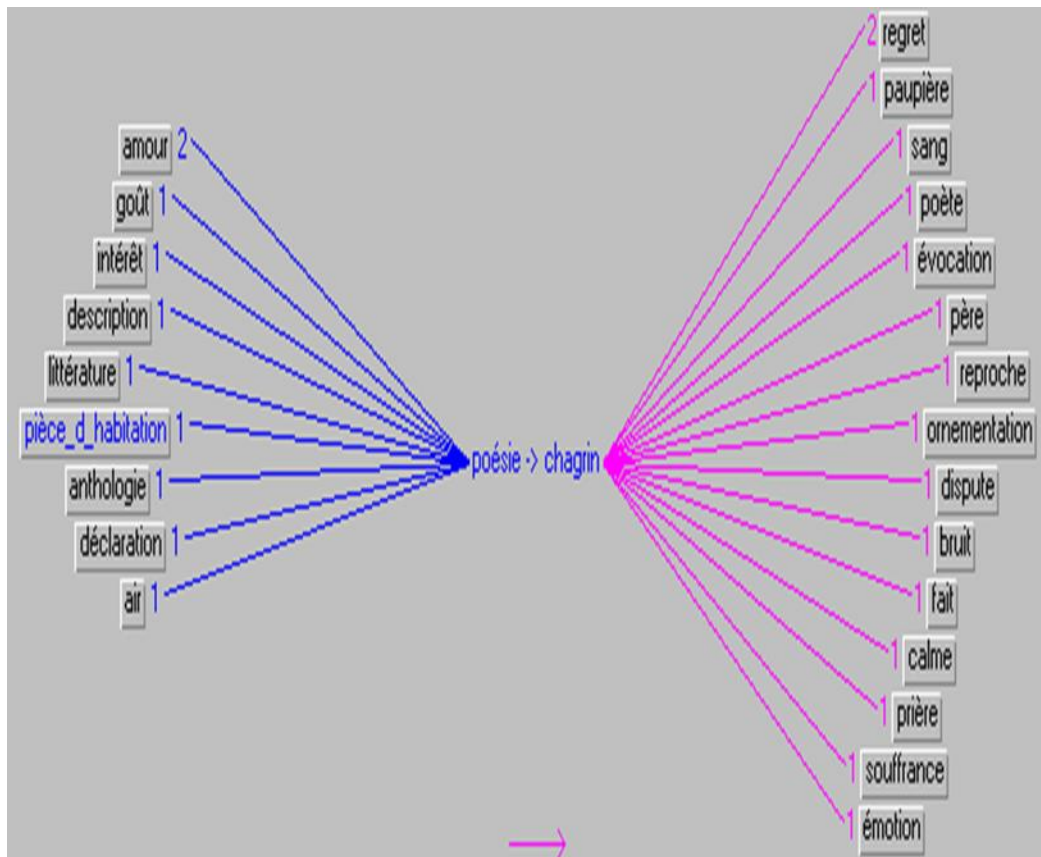 amour 2
goût 1
intérêt 1
description 1
littérature 1
pièce_d_habitation 1
anthologie 1
déclaration 1
air 1
poésie -> chagrin
2 regret
1 paupière
1 sang
1 poète
1 évocation
1 père
1 reproche
1 ornementation
1 dispute
1 bruit
1 fait
1 calme
1 prière
1 souffrance
1 émotion